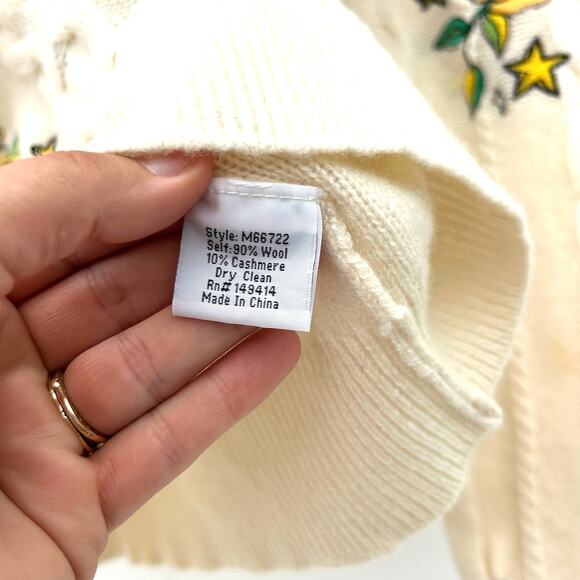 Style: M66722
Self:90% Wool
10% Cashmere
Dry Clean
Rn# 149414
Made In China